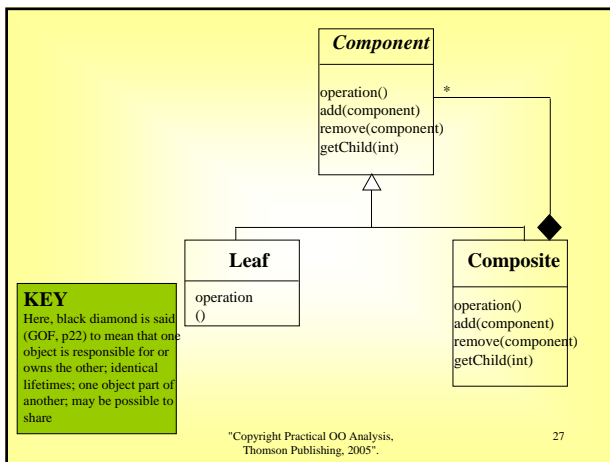 Component
operation()
add(component)
remove(component)
getChild(int)
*
Leaf
operation
()
Composite
operation()
add(component)
remove(component)
getChild(int)
KEY
Here, black diamond is said
(GOF, p22) to mean that one
object is responsible for or
owns the other; identical
lifetimes; one object part of
another; may be possible to
share
"Copyright Practical OO Analysis,
Thomson Publishing, 2005".
27